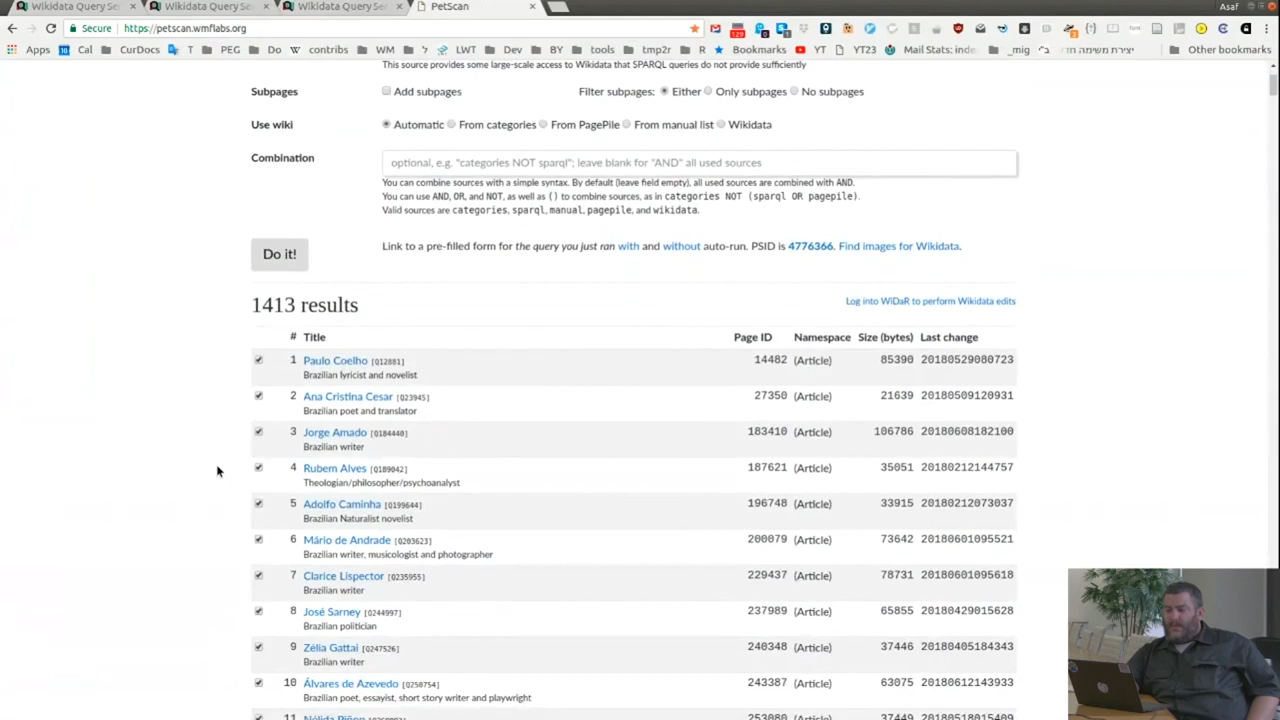 Wikidata Query Ser
Wikidata Query Ser
Wikidata Query Ser
PetScan
Asaf
Secure https://petscan.wmflabs.org
Apps Cal CurDocs T PEG Do contribs WM ל LWT Dev BY tools tmp2r R Bookmarks YT YT23 Mail Stats: inde _mig יצירת משימה חדי Other bookmarks
This source provides some large-scale access to Wikidata that SPARQL queries do not provide sufficiently
Subpages Add subpages Filter subpages: Either Only subpages No subpages
Use wiki Automatic From categories From PagePile From manual list Wikidata
Combination optional, e.g. "categories NOT sparql"; leave blank for "AND" all used sources
You can combine sources with a simple syntax. By default (leave field empty), all used sources are combined with AND.
You can use AND, OR, and NOT, as well as () to combine sources, as in categories NOT (sparql OR pagepile).
Valid sources are categories, sparql, manual, pagepile, and wikidata.
Do it! Link to a pre-filled form for the query you just ran with and without auto-run. PSID is 4776366. Find images for Wikidata.
1413 results Log into WiDaR to perform Wikidata edits
# Title Page ID Namespace Size (bytes) Last change
1 Paulo Coelho [Q12881] 14482 (Article) 85390 20180529080723
Brazilian lyricist and novelist
2 Ana Cristina Cesar [Q23945] 27350 (Article) 21639 20180509120931
Brazilian poet and translator
3 Jorge Amado [Q184440] 183410 (Article) 106786 20180608182100
Brazilian writer
4 Rubem Alves [Q189042] 187621 (Article) 35051 20180212144757
Theologian/philosopher/psychoanalyst
5 Adolfo Caminha [Q199644] 196748 (Article) 33915 20180212073037
Brazilian Naturalist novelist
6 Mário de Andrade [Q203623] 200079 (Article) 73642 20180601095521
Brazilian writer, musicologist and photographer
7 Clarice Lispector [Q235955] 229437 (Article) 78731 20180601095618
Brazilian writer
8 José Sarney [Q244997] 237989 (Article) 65855 20180429015628
Brazilian politician
9 Zélia Gattai [Q247526] 240348 (Article) 37446 20180405184343
Brazilian writer
10 Álvares de Azevedo [Q250754] 243387 (Article) 63075 20180612143933
Brazilian poet, essayist, short story writer and playwright
11 Nélida Piñon 253080 (Article) 37449 20180518015409